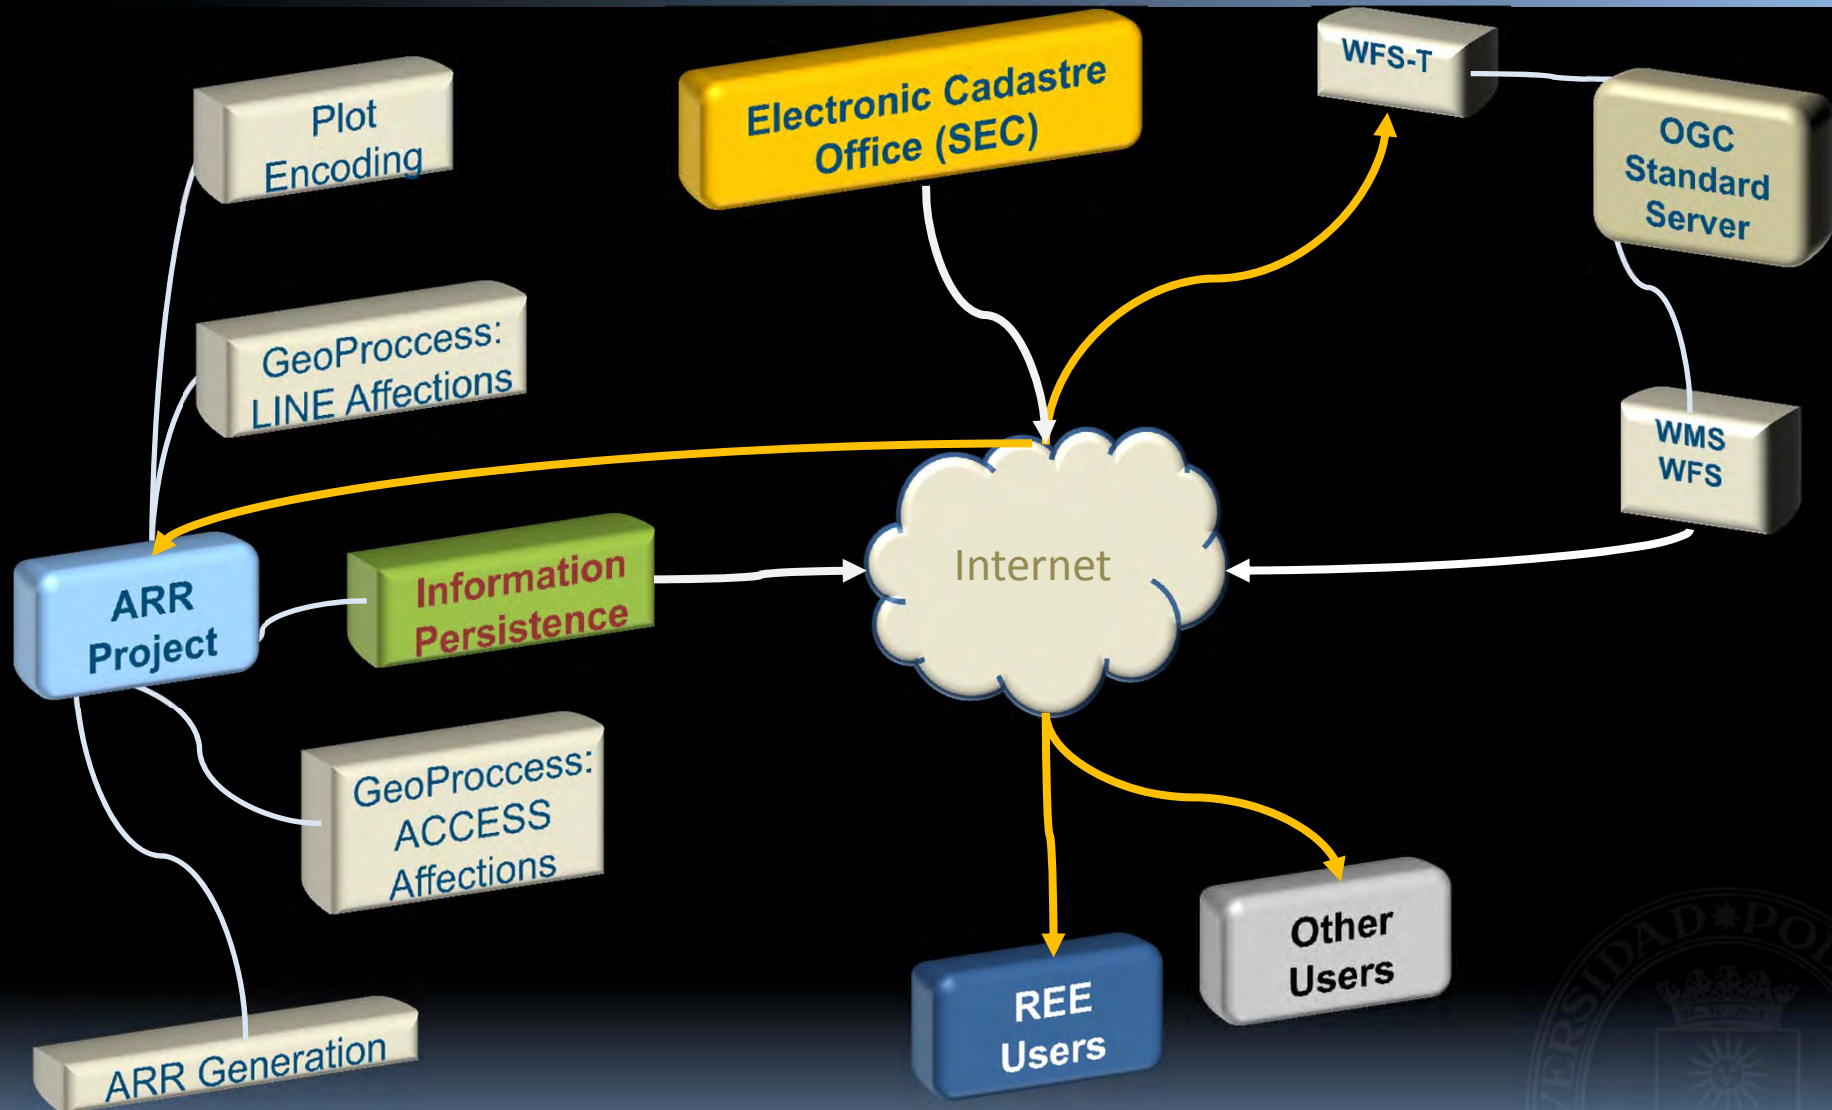 Plot
Encoding
Electronic Cadastre
Office (SEC)
WFS-T
OGC
Standard
Server
GeoProccess:
LINE Affections
WMS
WFS
ARR
Project
Information
Persistence
Internet
GeoProccess:
ACCESS
Affections
Other
Users
REE
Users
ARR Generation